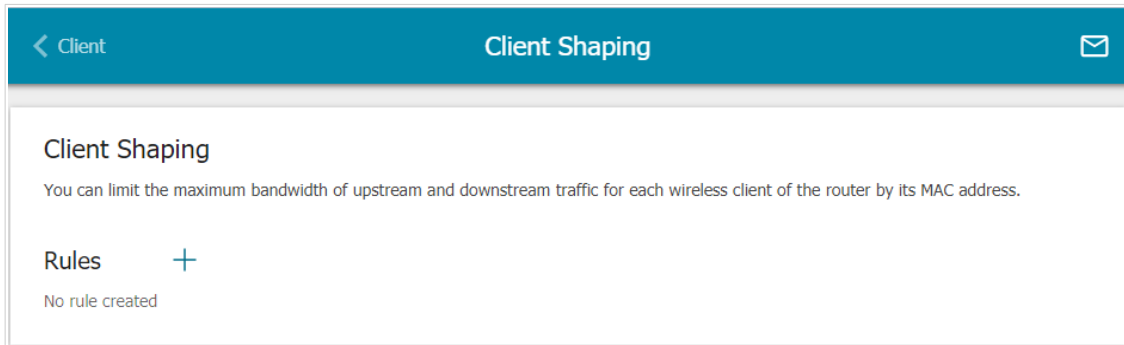 Client
Client Shaping
Client Shaping
You can limit the maximum bandwidth of upstream and downstream traffic for each wireless client of the router by its MAC address.
Rules
No rule created